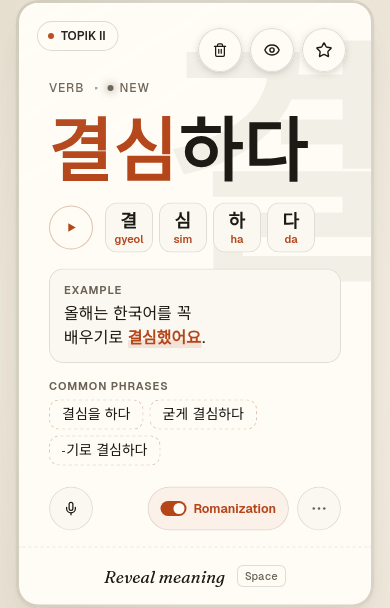 TOPIK II
VERB · NEW
결심하다
결 심 하 다
gyeol sim ha da
EXAMPLE
올해는 한국어를 꼭
배우기로 결심했어요.
COMMON PHRASES
결심을 하다 굳게 결심하다
-기로 결심하다
Romanization
Reveal meaning Space